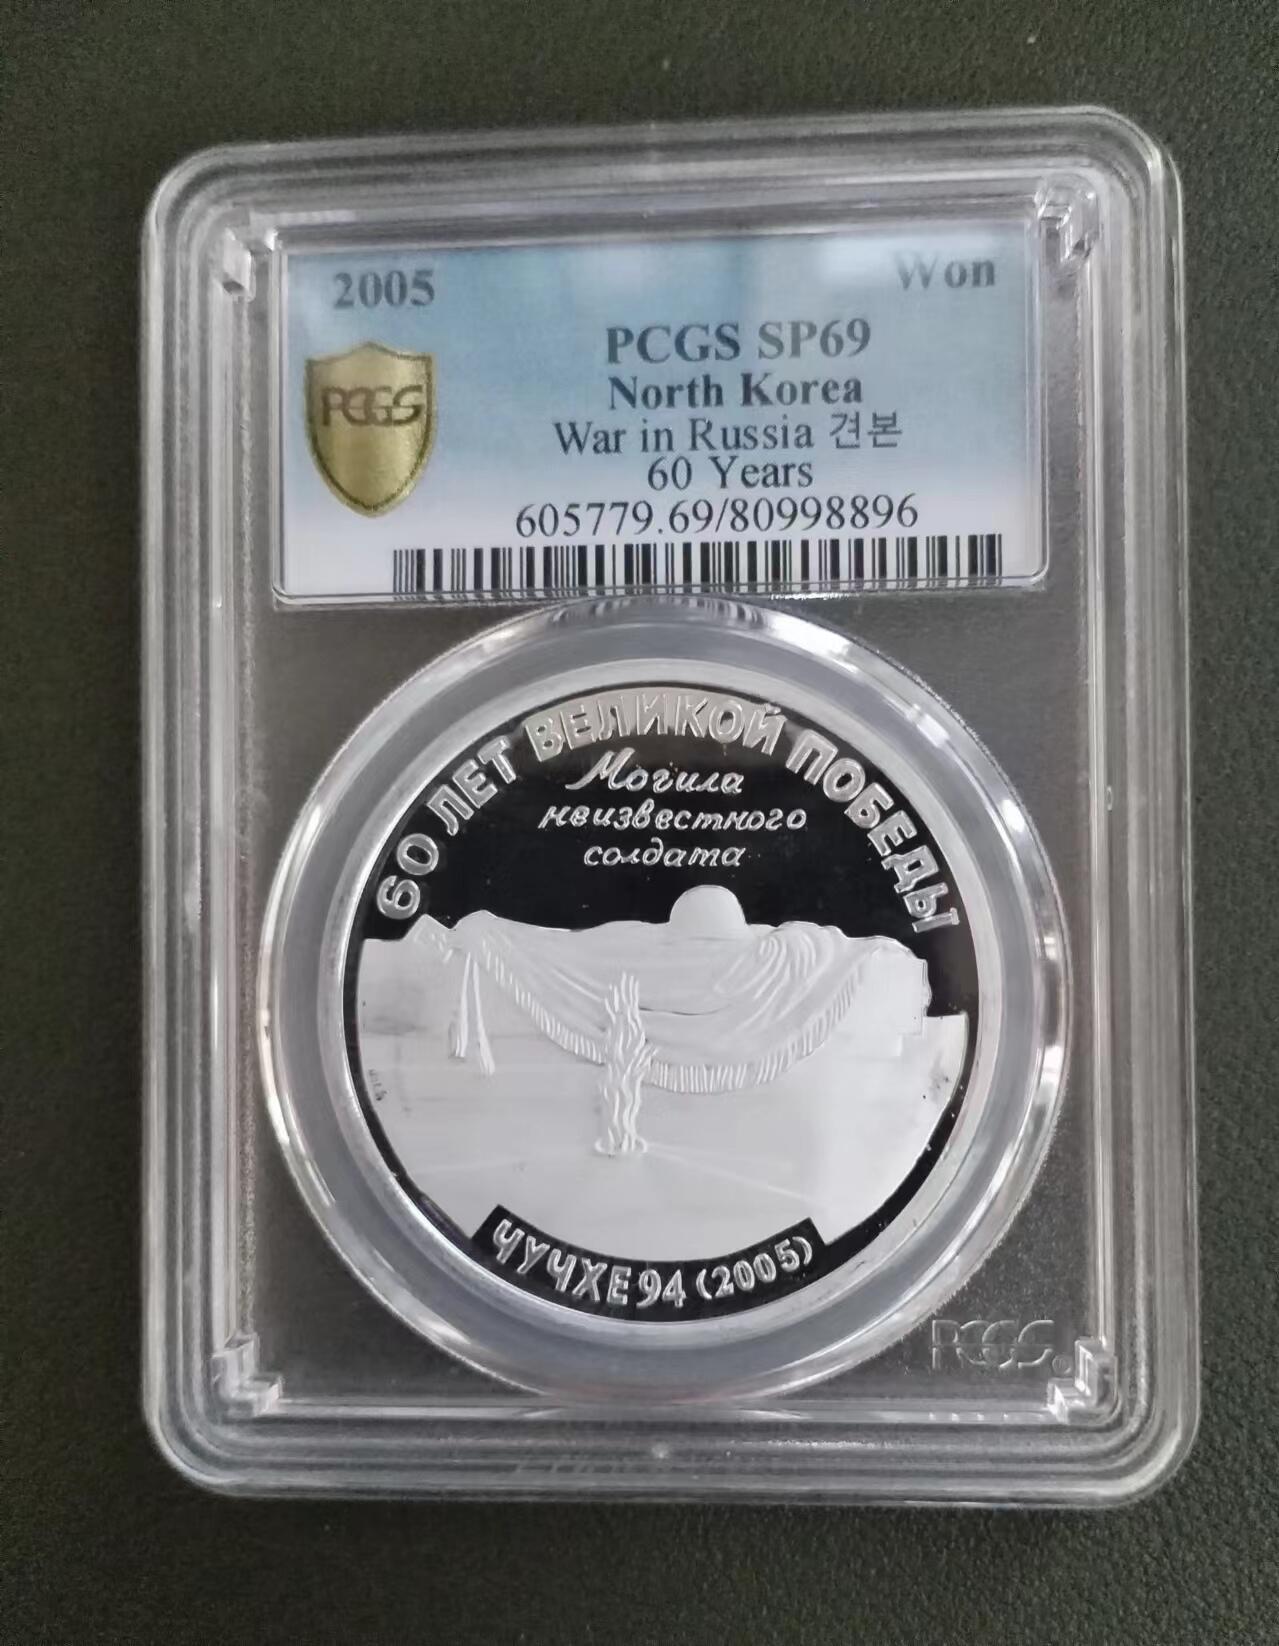 2005
Won
PCGS SP69
North Korea
PCGS
War in Russia 견본
60 Years
605779.69/80998896
60 ЛЕТ ВЕЛИКОЙ ПОБЕДЫ
Могила
неизвестного
солдата
ЧУЧХЕ 94 (2005)
PCGS®